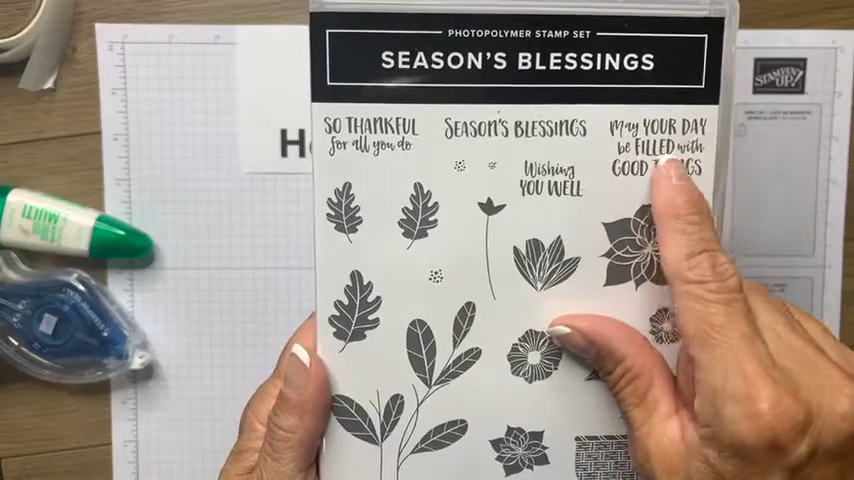 PHOTOPOLYMER STAMP SET
SEASON'S BLESSINGS
SO THANKFUL
for all you do
SEASON'S BLESSINGS
May YOUR DAY
be FILLED with
GOOD
Wishing
YOU WELL
STAMPIN' UP!
MULTI
H